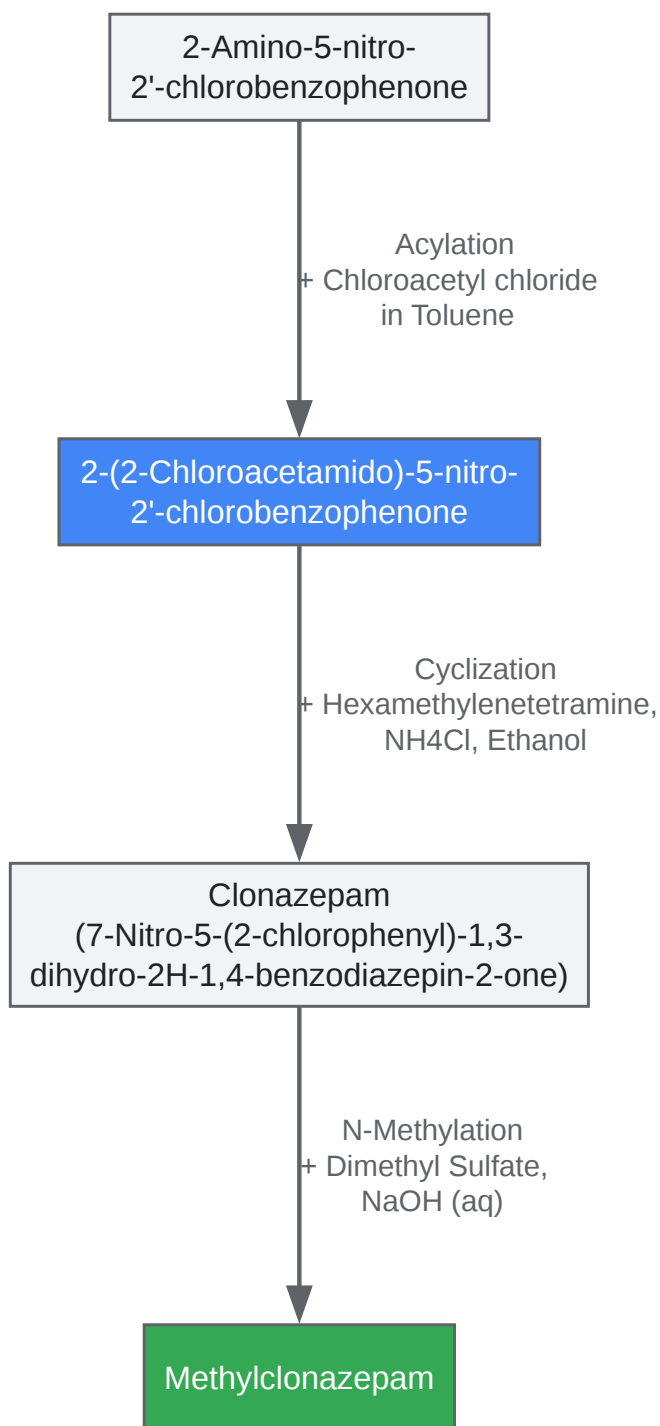 2-Amino-5-nitro-
2'-chlorobenzophenone
Acylation
+ Chloroacetyl chloride
in Toluene
2-(2-Chloroacetamido)-5-nitro-
2'-chlorobenzophenone
Cyclization
+ Hexamethylenetetramine,
NH4Cl, Ethanol
Clonazepam
(7-Nitro-5-(2-chlorophenyl)-1,3-
dihydro-2H-1,4-benzodiazepin-2-one)
N-Methylation
+ Dimethyl Sulfate,
NaOH (aq)
Methylclonazepam